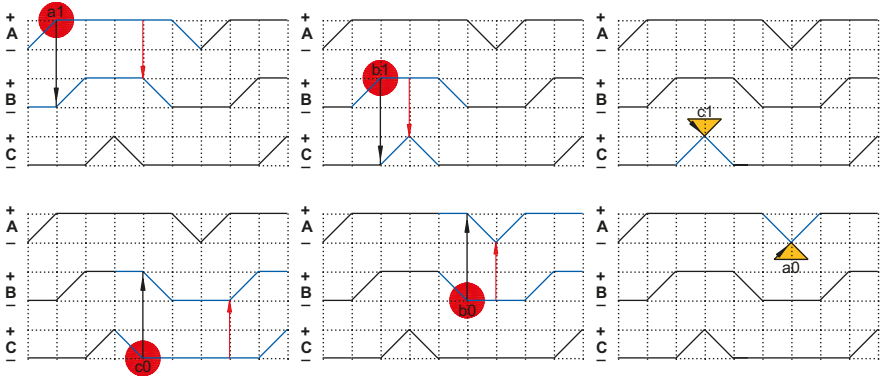 +
A
–
a1
+
B
–
+
C
–
+
A
–
+
B
–
b1
+
C
–
+
A
–
+
B
–
+
C
–
c1
+
A
–
+
B
–
+
C
–
c0
+
A
–
+
B
–
b0
+
C
–
+
A
–
a0
+
B
–
+
C
–